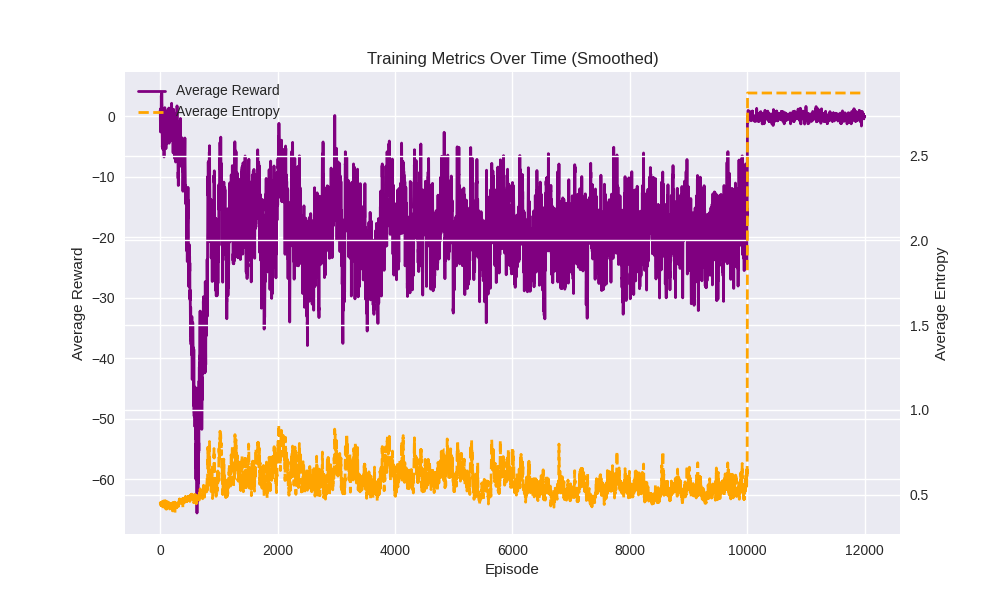 Training Metrics Over Time (Smoothed)
Average Reward
Average Entropy
0
−10
−20
−30
−40
−50
−60
Average Reward
2.5
2.0
1.5
1.0
0.5
Average Entropy
0 2000 4000 6000 8000 10000 12000
Episode